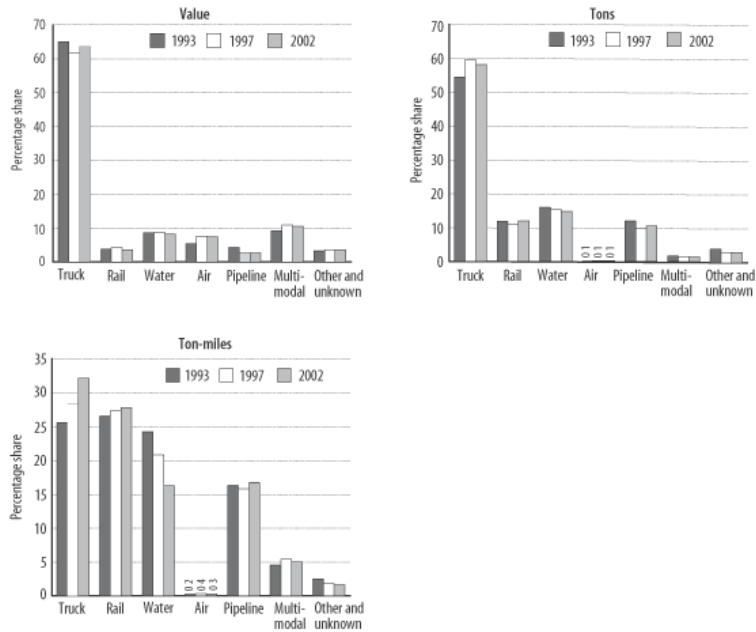 Value
1993 1997 2002
Percentage share
70
60
50
40
30
20
10
0
Truck Rail Water Air Pipeline Multi- Other and
modal unknown
Tons
1993 1997 2002
Percentage share
70
60
50
40
30
20
10
0
0 1 0 1 0 1
Truck Rail Water Air Pipeline Multi- Other and
modal unknown
Ton-miles
1993 1997 2002
Percentage share
35
30
25
20
15
10
5
0
0 2 0 4 0 3
Truck Rail Water Air Pipeline Multi- Other and
modal unknown